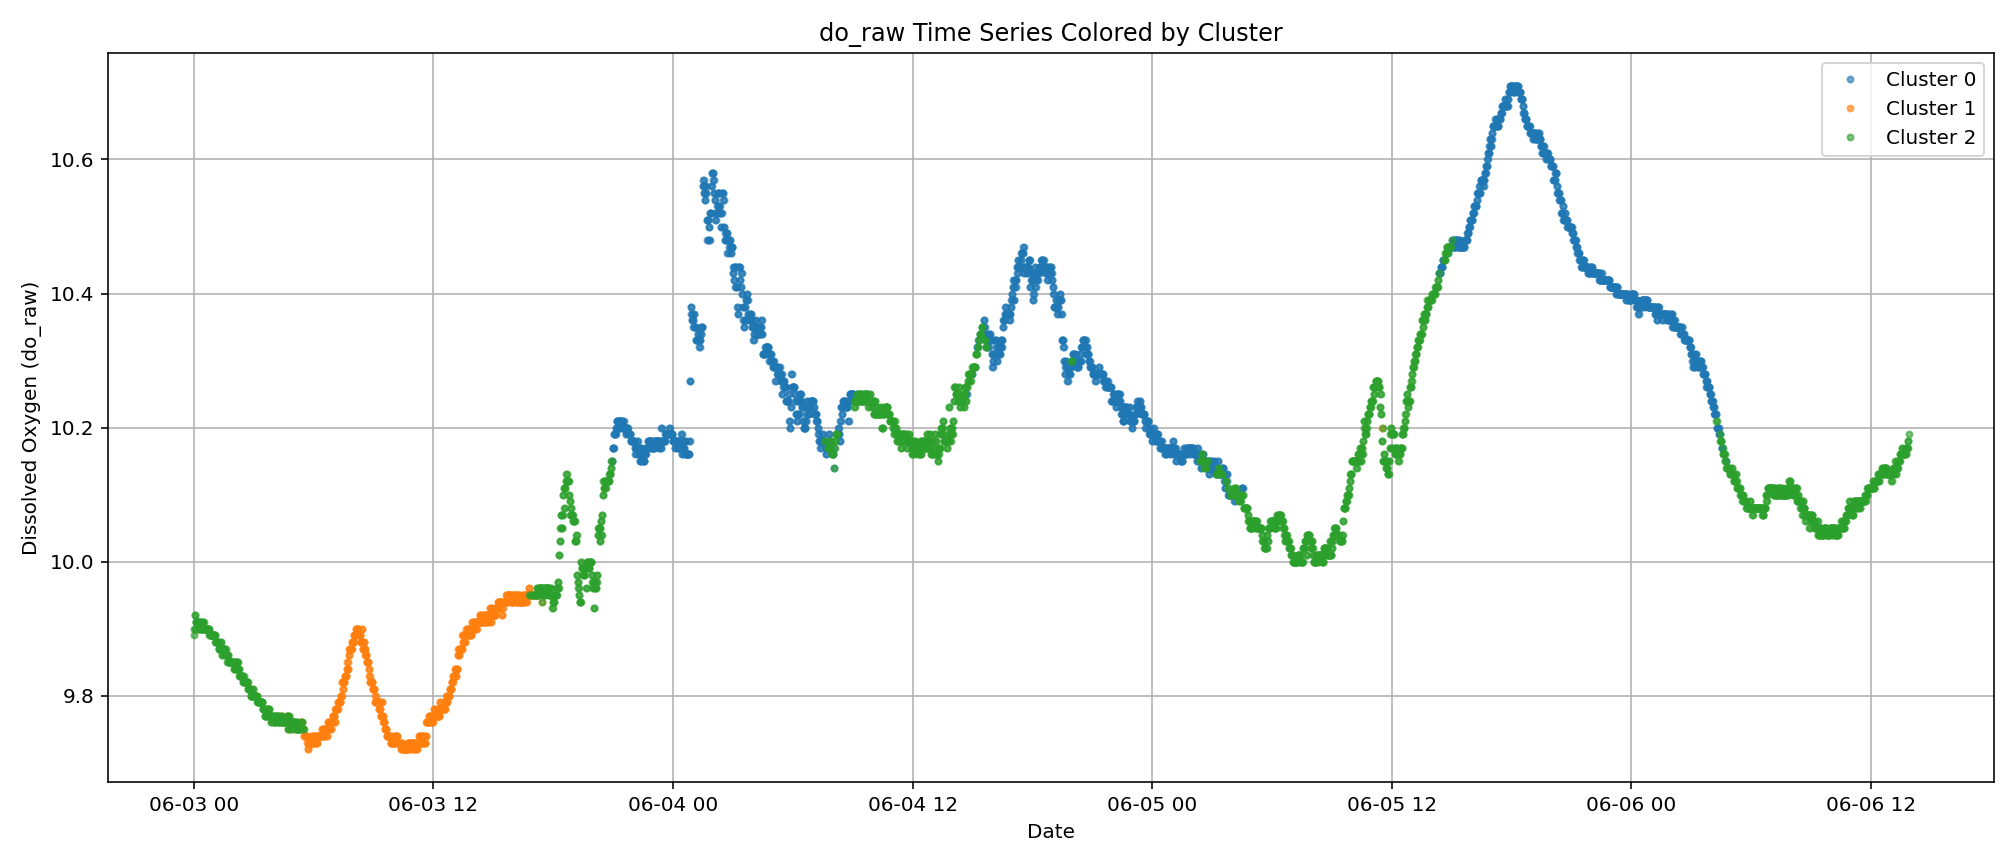 do_raw Time Series Colored by Cluster
Cluster 0
Cluster 1
Cluster 2
Dissolved Oxygen (do_raw)
10.6
10.4
10.2
10.0
9.8
06-03 00
06-03 12
06-04 00
06-04 12
06-05 00
06-05 12
06-06 00
06-06 12
Date